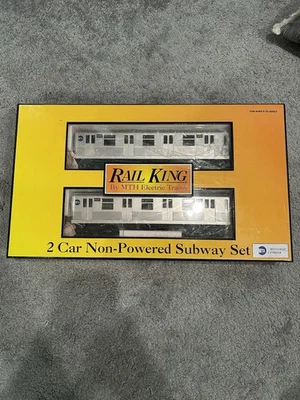 RAIL KING
By MTH Electric Trains
2 Car Non-Powered Subway Set